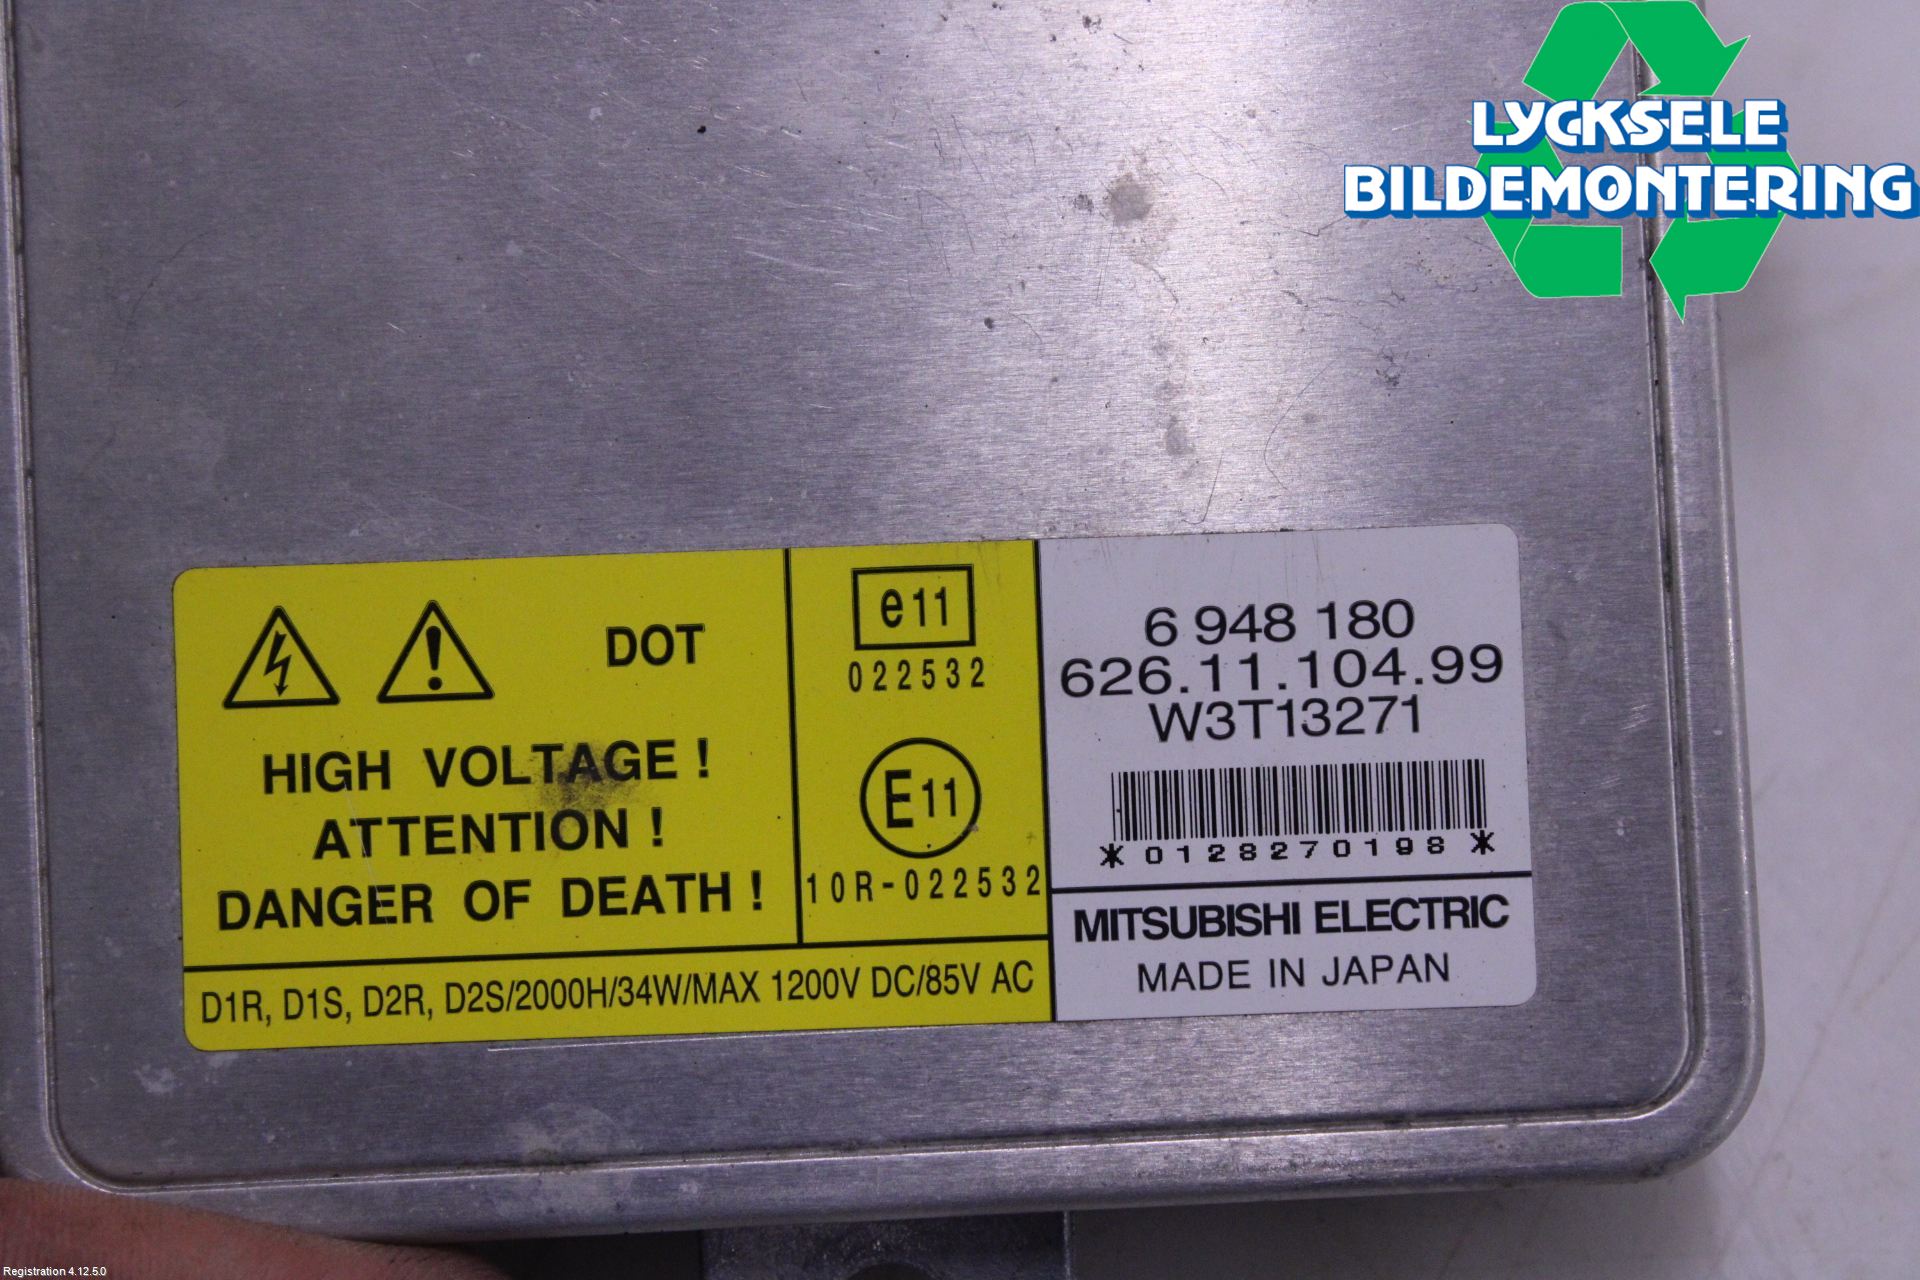 LYCKSELE
BILDEMONTERING
DOT
HIGH VOLTAGE !
ATTENTION !
DANGER OF DEATH !
e11
022532
E11
10R-022532
D1R, D1S, D2R, D2S/2000H/34W/MAX 1200V DC/85V AC
6 948 180
626.11.104.99
W3T13271
*0128270198*
MITSUBISHI ELECTRIC
MADE IN JAPAN
Registration 4.12.5.0